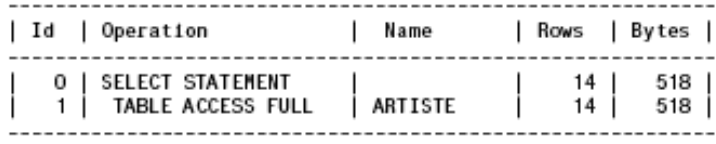 | Id | Operation | Name | Rows | Bytes |
| 0 | SELECT STATEMENT | | 14 | 518 |
| 1 | TABLE ACCESS FULL | ARTISTE | 14 | 518 |